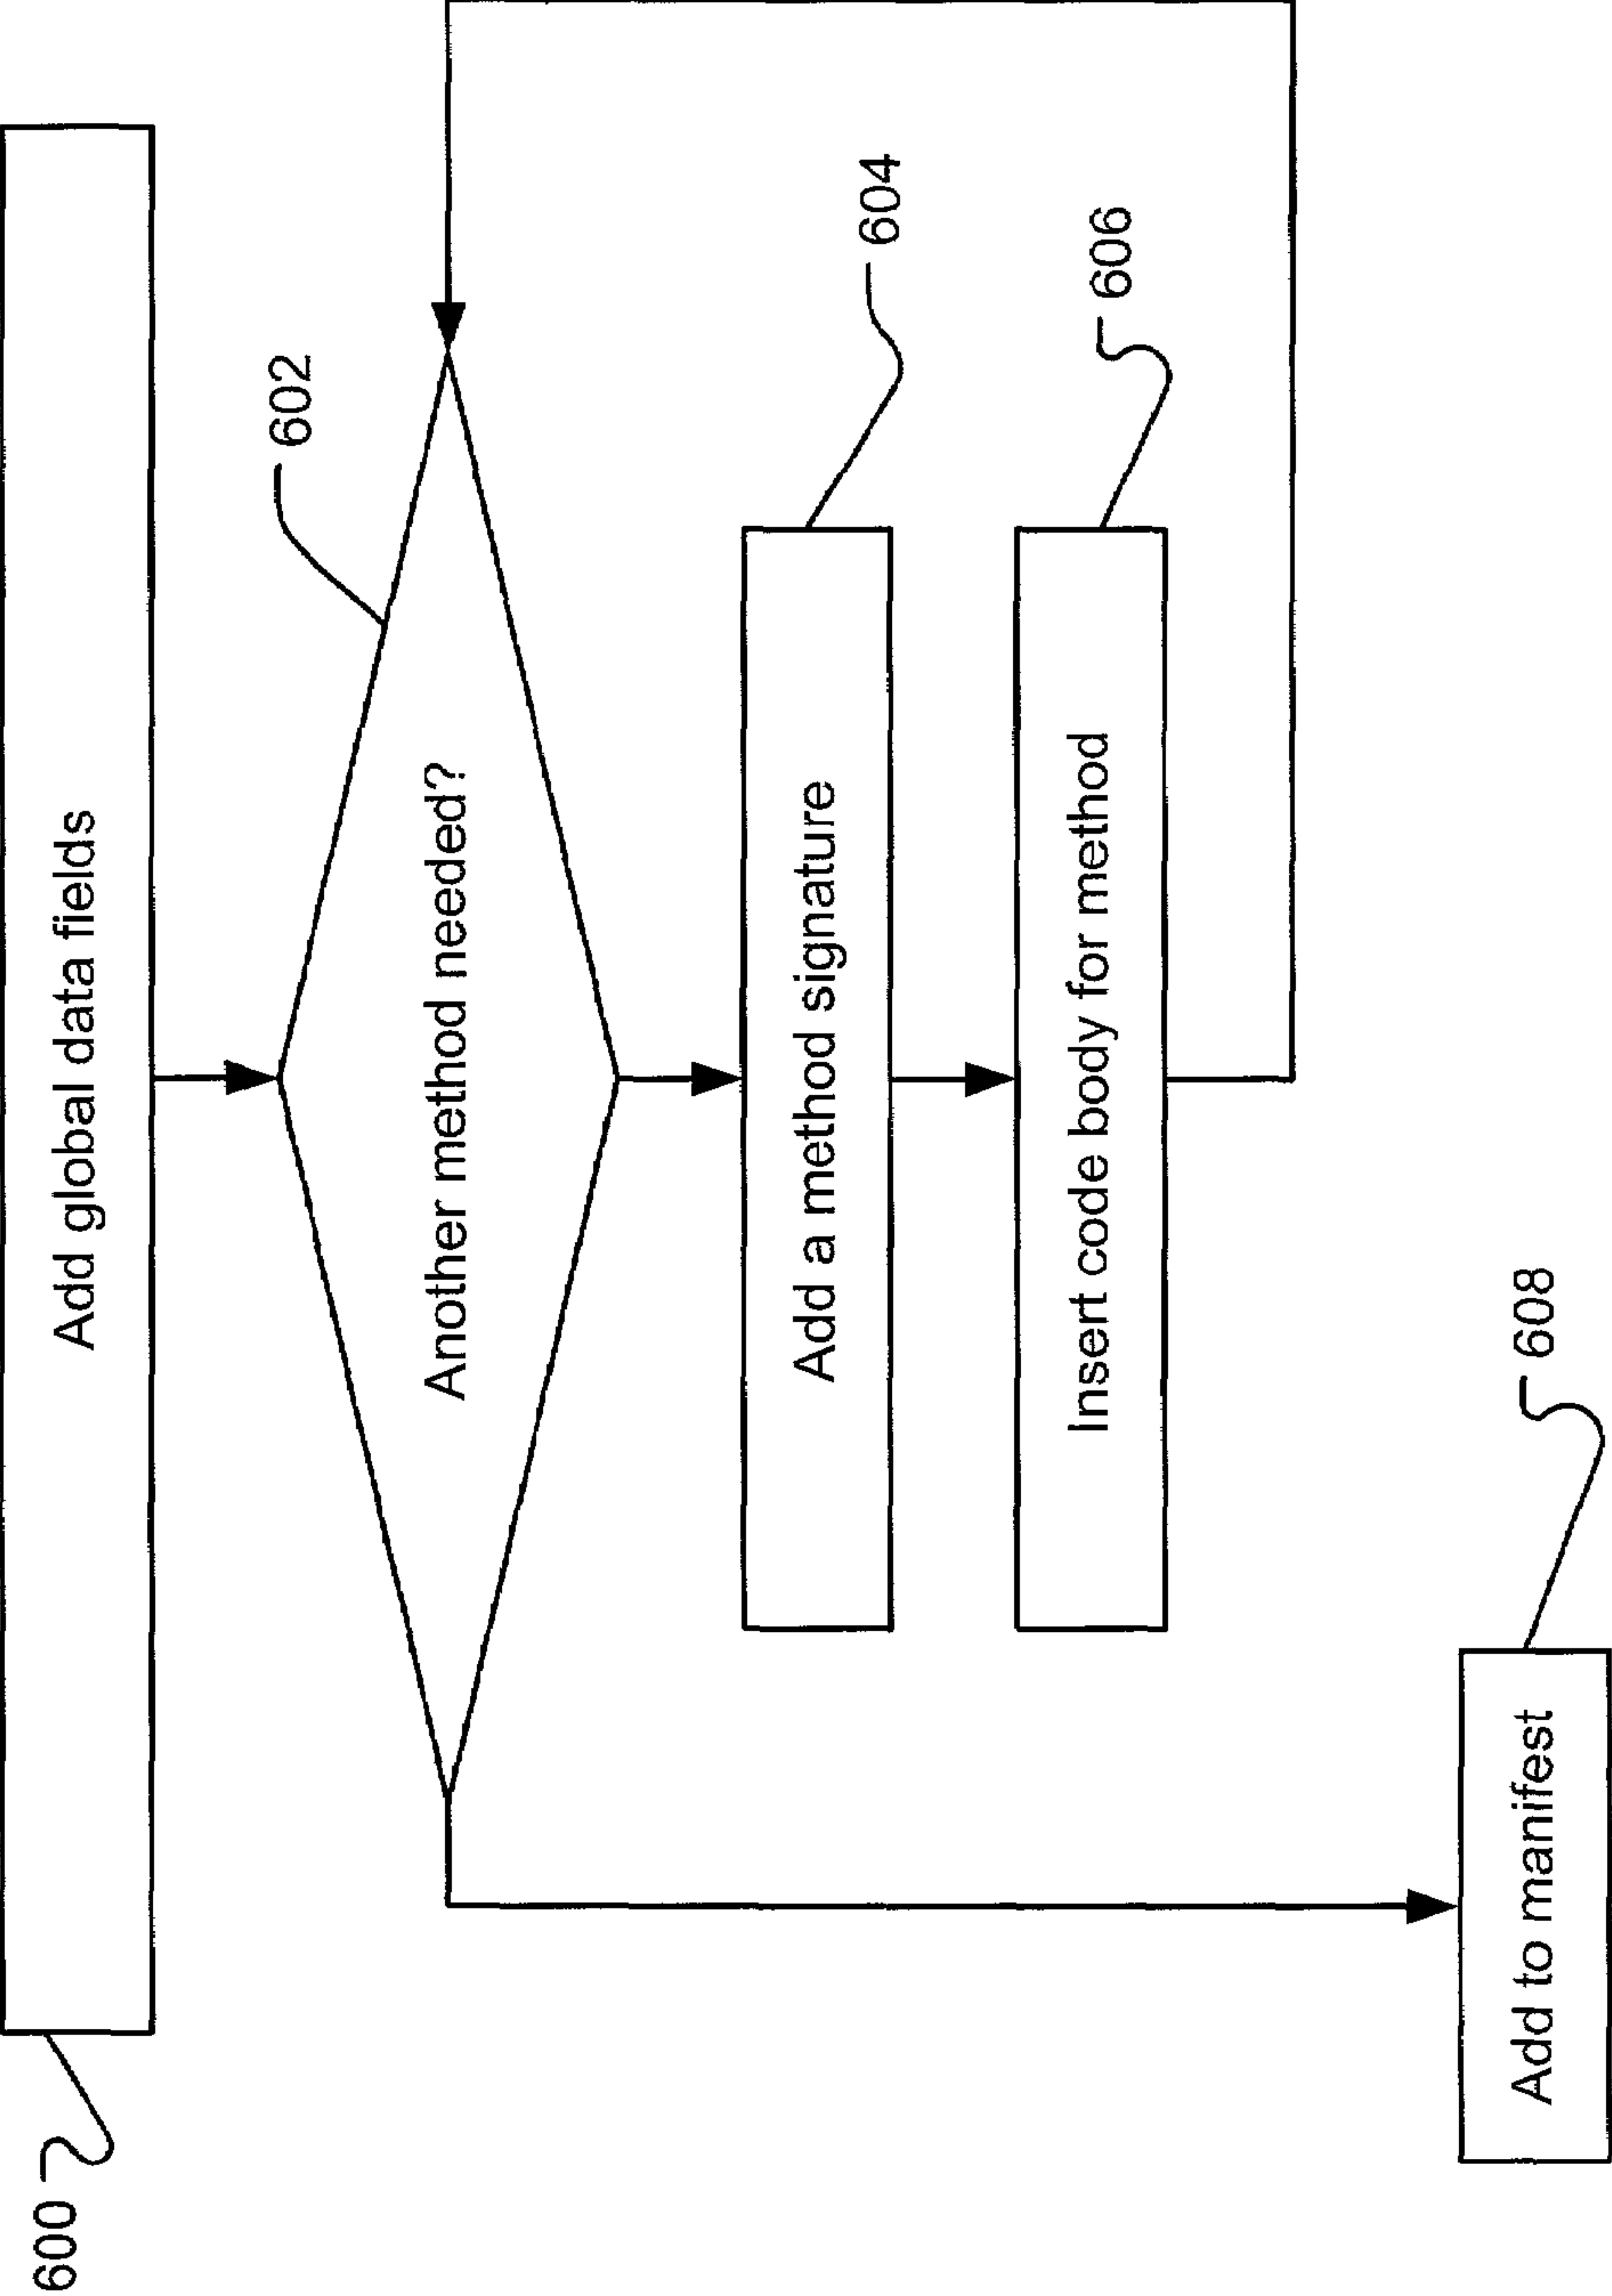 600
Add global data fields
602
Another method needed?
604
Add a method signature
606
Insert code body for method
608
Add to manifest